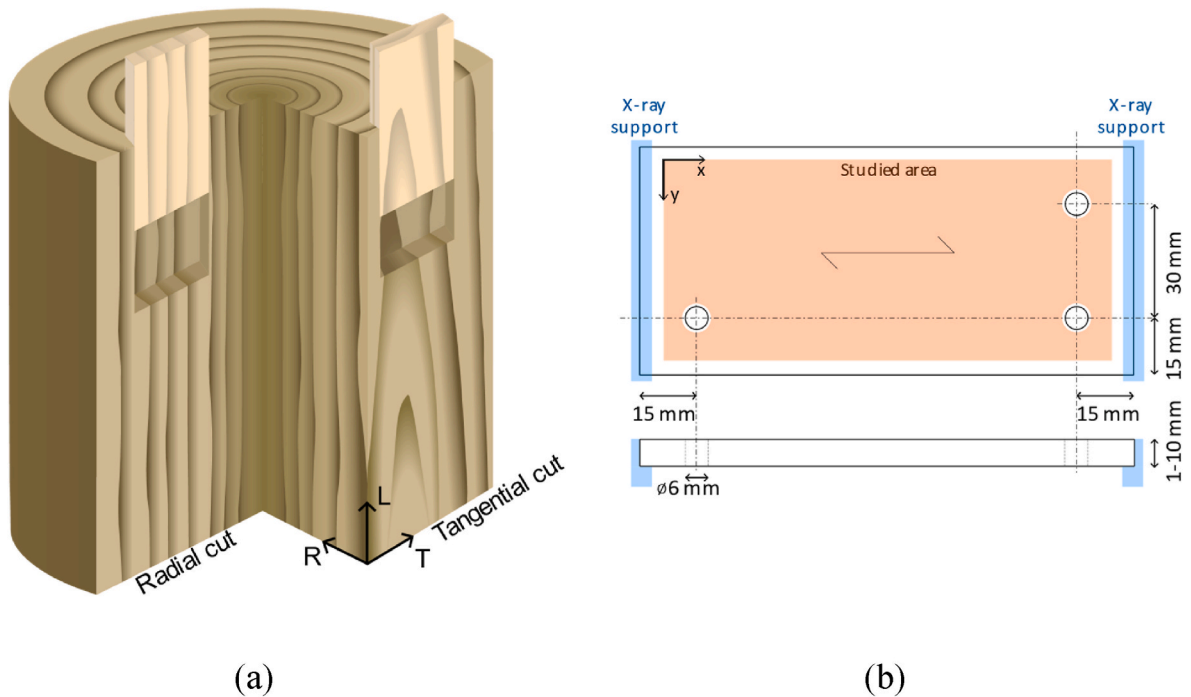 X-ray
support
X-ray
support
x
Studied area
y
30 mm
15 mm
15 mm
15 mm
1-10 mm
ø6 mm
L
R
T
Radial cut
Tangential cut
(a)
(b)